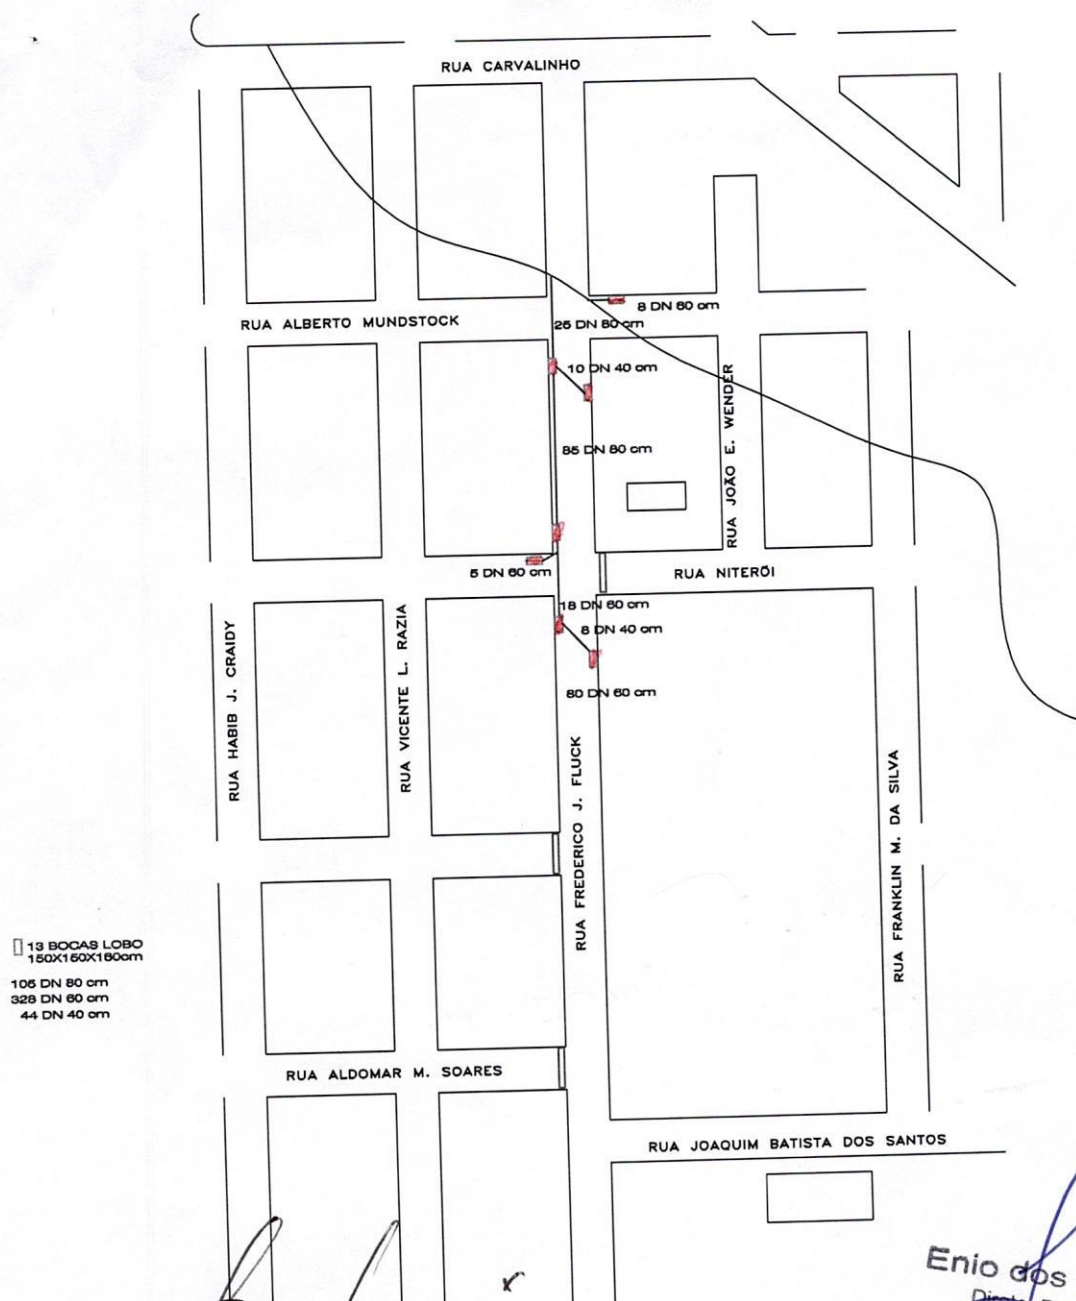 RUA CARVALINHO
8 DN 60 cm
RUA ALBERTO MUNDSTOCK
25 DN 80 cm
10 DN 40 cm
RUA JOÃO E. WENDER
85 DN 80 cm
5 DN 60 cm
RUA NITERÓI
18 DN 60 cm
8 DN 40 cm
RUA HABIB J. CRAIDY
RUA VICENTE L. RAZIA
80 DN 60 cm
RUA FREDERICO J. FLUCK
RUA FRANKLIN M. DA SILVA
13 BOCAS LOBO
150X150X160cm
105 DN 80 cm
328 DN 60 cm
44 DN 40 cm
RUA ALDOMAR M. SOARES
RUA JOAQUIM BATISTA DOS SANTOS
Enio dos